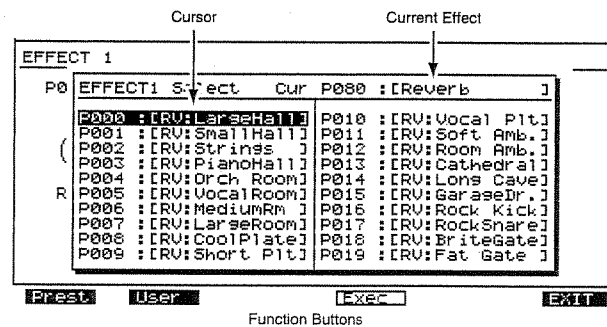 Cursor Current Effect
EFFECT 1
P0 EFFECT1 Select Cur P080 :[Reverb ]
P000 :[RV:LargeHall] P010 :[RV:Vocal Plt]
P001 :[RV:SmallHall] P011 :[RV:Soft Amb.]
P002 :[RV:Strings ] P012 :[RV:Room Amb.]
( P003 :[RV:PianoHall] P013 :[RV:Cathedral]
P004 :[RV:Orch Room] P014 :[RV:Long Cave]
R P005 :[RV:VocalRoom] P015 :[RV:GarageDr.]
P006 :[RV:MediumRm ] P016 :[RV:Rock Kick]
P007 :[RV:LargeRoom] P017 :[RV:RockSnare]
P008 :[RV:CoolPlate] P018 :[RV:BriteGate]
P009 :[RV:Short Plt] P019 :[RV:Fat Gate ]
Prest User Exec EXIT
Function Buttons